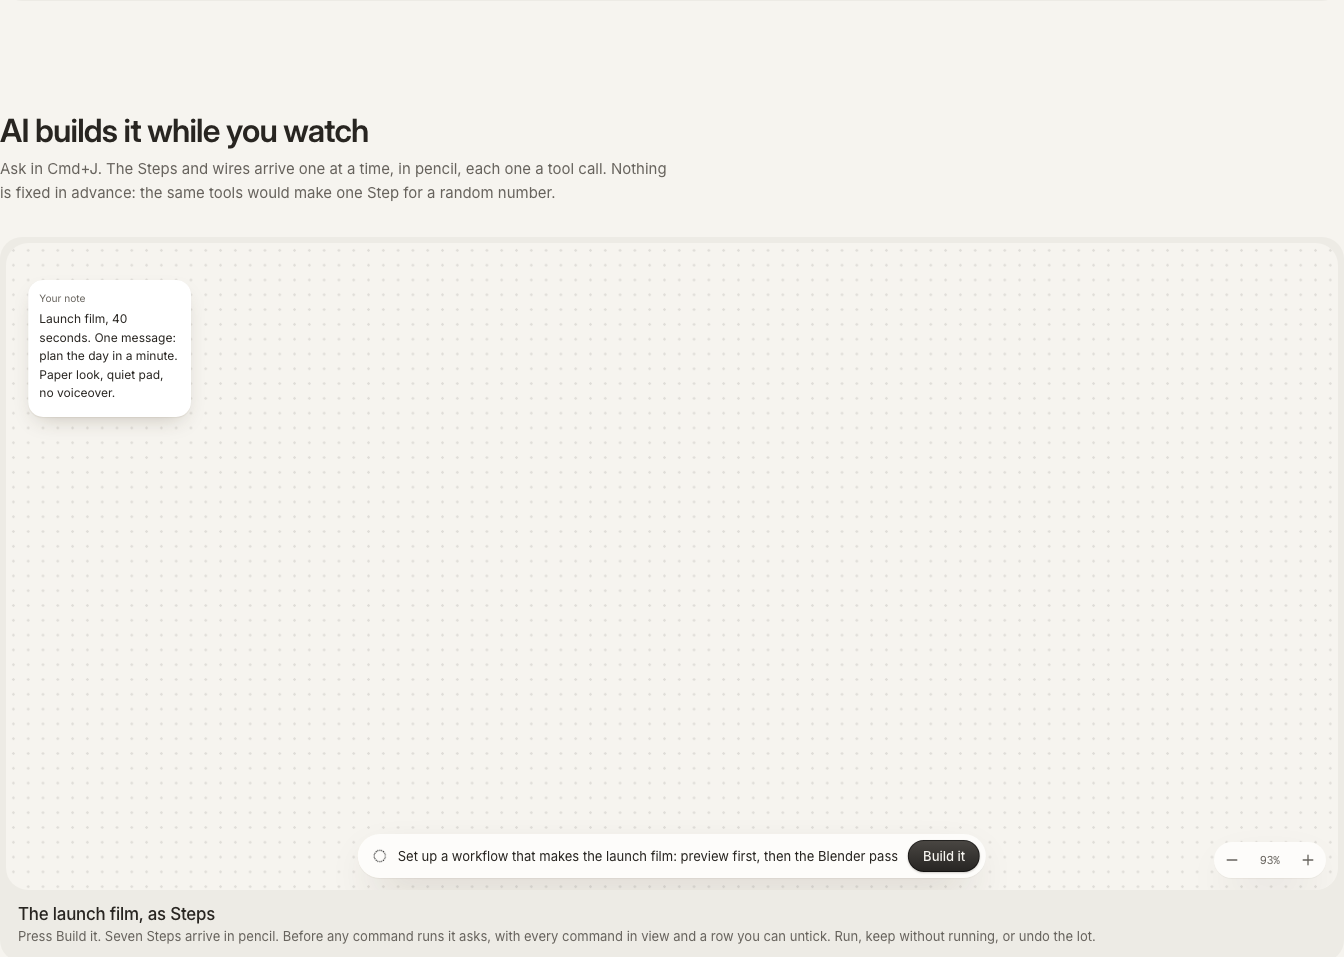 AI builds it while you watch
Ask in Cmd+J. The Steps and wires arrive one at a time, in pencil, each one a tool call. Nothing
is fixed in advance: the same tools would make one Step for a random number.
Your note
Launch film, 40
seconds. One message:
plan the day in a minute.
Paper look, quiet pad,
no voiceover.
Set up a workflow that makes the launch film: preview first, then the Blender pass
Build it
93%
The launch film, as Steps
Press Build it. Seven Steps arrive in pencil. Before any command runs it asks, with every command in view and a row you can untick. Run, keep without running, or undo the lot.